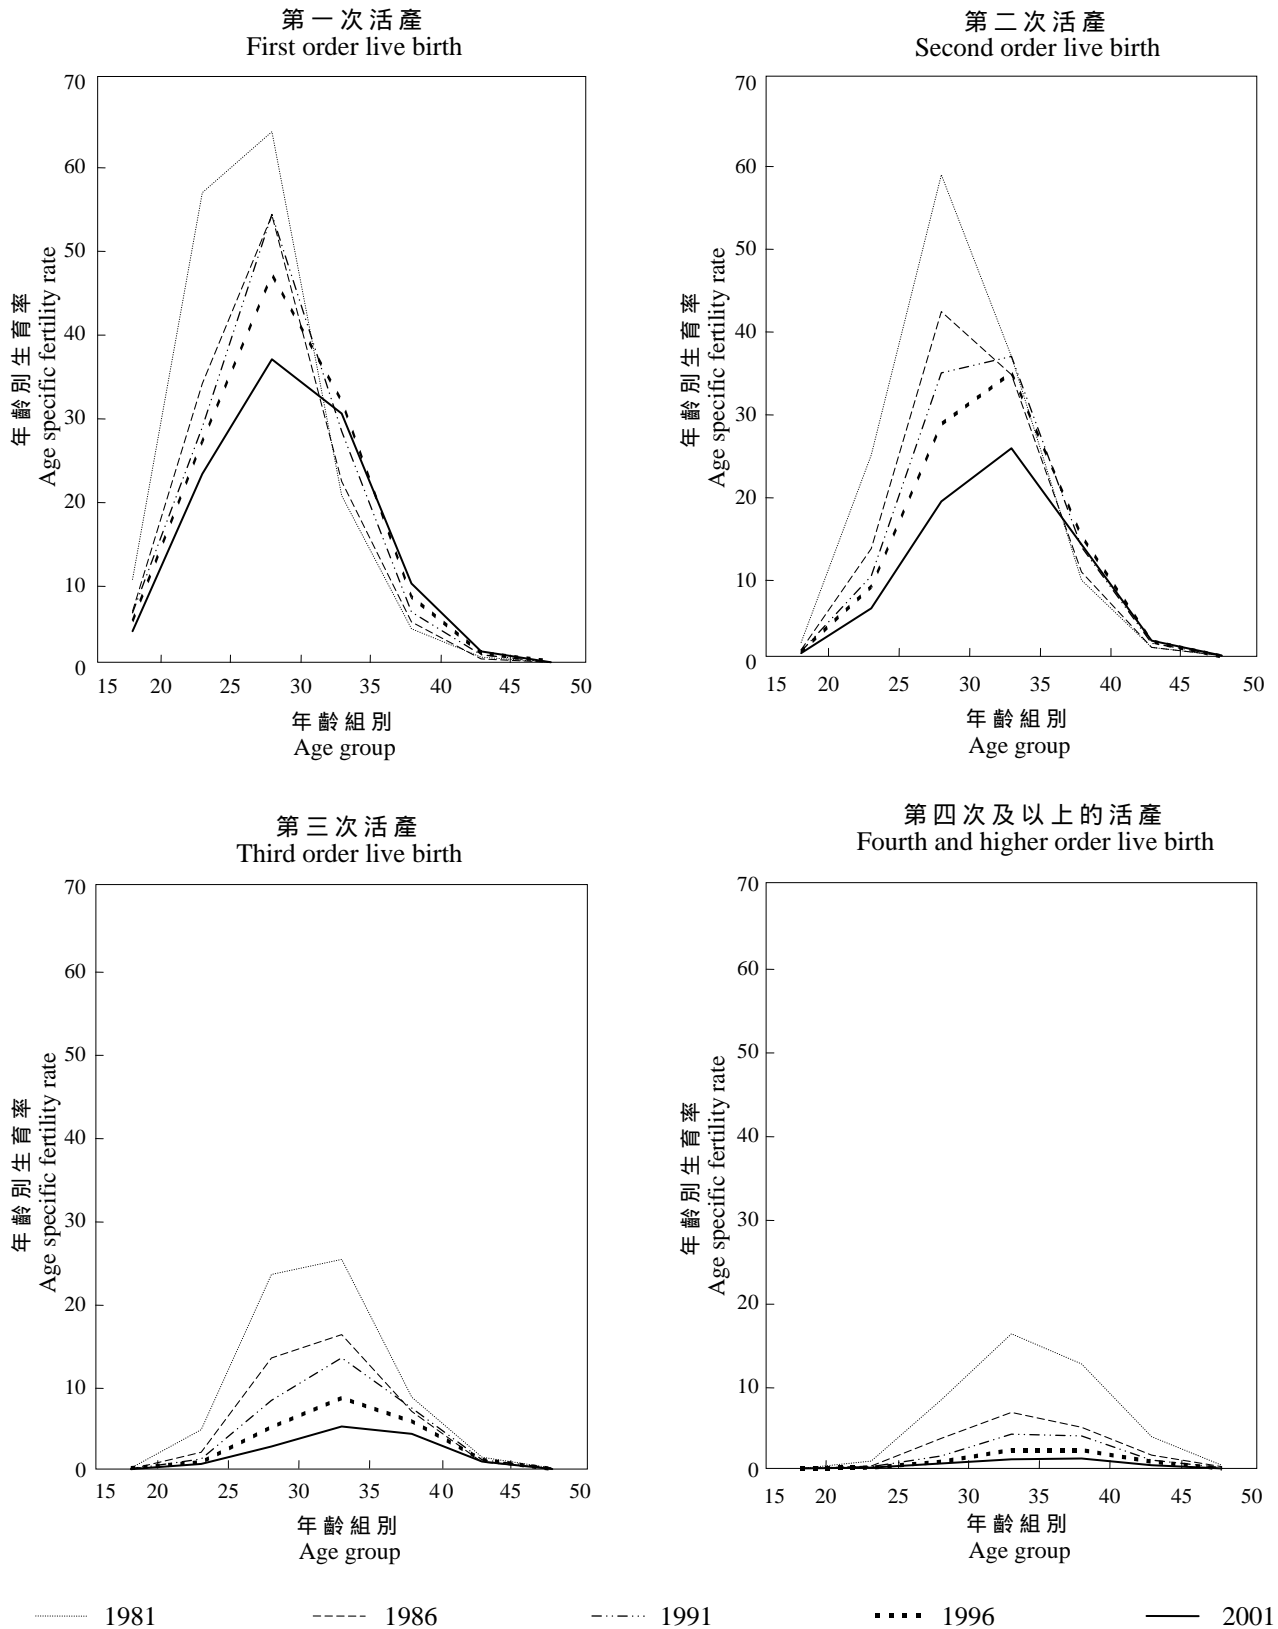 第一次活產
First order live birth
70
60
50
40
30
20
10
0
15 20 25 30 35 40 45 50
年齡別生育率
Age specific fertility rate
年齡組別
Age group
第二次活產
Second order live birth
70
60
50
40
30
20
10
0
15 20 25 30 35 40 45 50
年齡別生育率
Age specific fertility rate
年齡組別
Age group
第三次活產
Third order live birth
70
60
50
40
30
20
10
0
15 20 25 30 35 40 45 50
年齡別生育率
Age specific fertility rate
年齡組別
Age group
第四次及以上的活產
Fourth and higher order live birth
70
60
50
40
30
20
10
0
15 20 25 30 35 40 45 50
年齡別生育率
Age specific fertility rate
年齡組別
Age group
1981 1986 1991 1996 2001